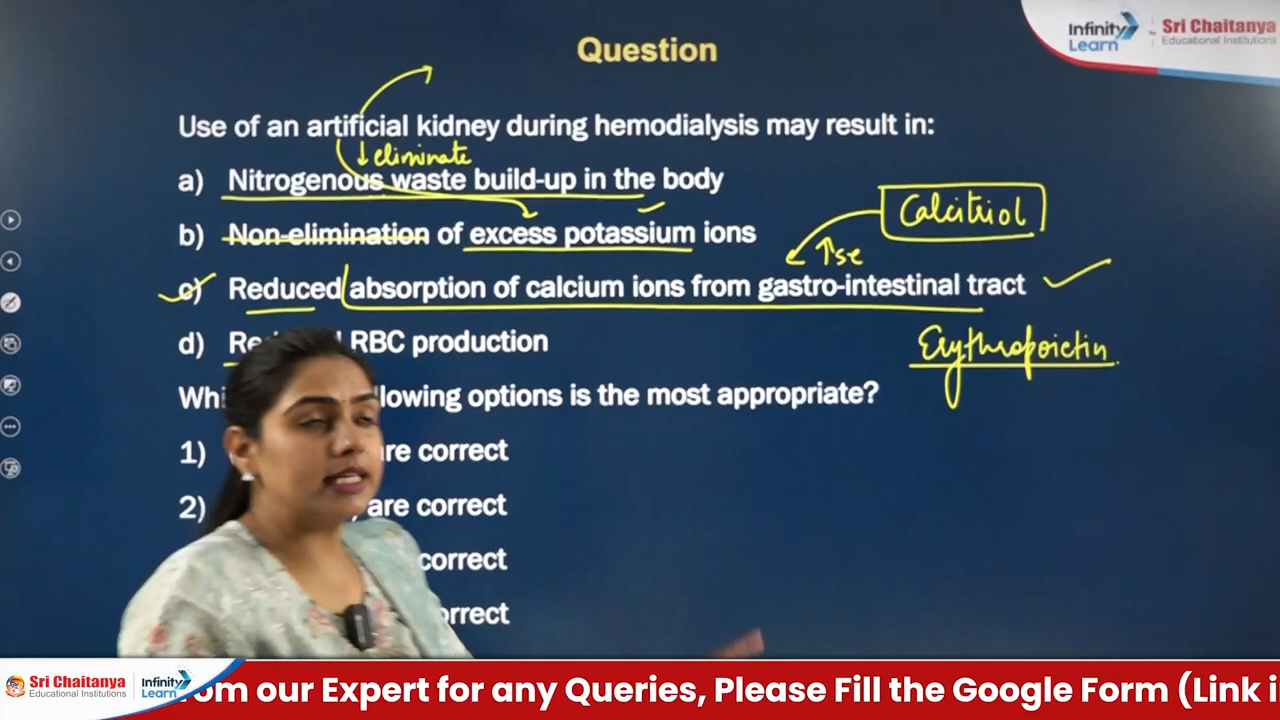 Question
Infinity Learn by Sri Chaitanya Educational Institutions
Use of an artificial kidney during hemodialysis may result in:
↓ eliminate
a) Nitrogenous waste build-up in the body
Calcitriol
b) Non-elimination of excess potassium ions
↑se
c) Reduced absorption of calcium ions from gastro-intestinal tract
d) RBC production
Erythropoietin
lowing options is the most appropriate?
1) are correct
2) are correct
correct
Sri Chaitanya Educational Institutions
Infinity Learn
om our Expert for any Queries, Please Fill the Google Form (Link i